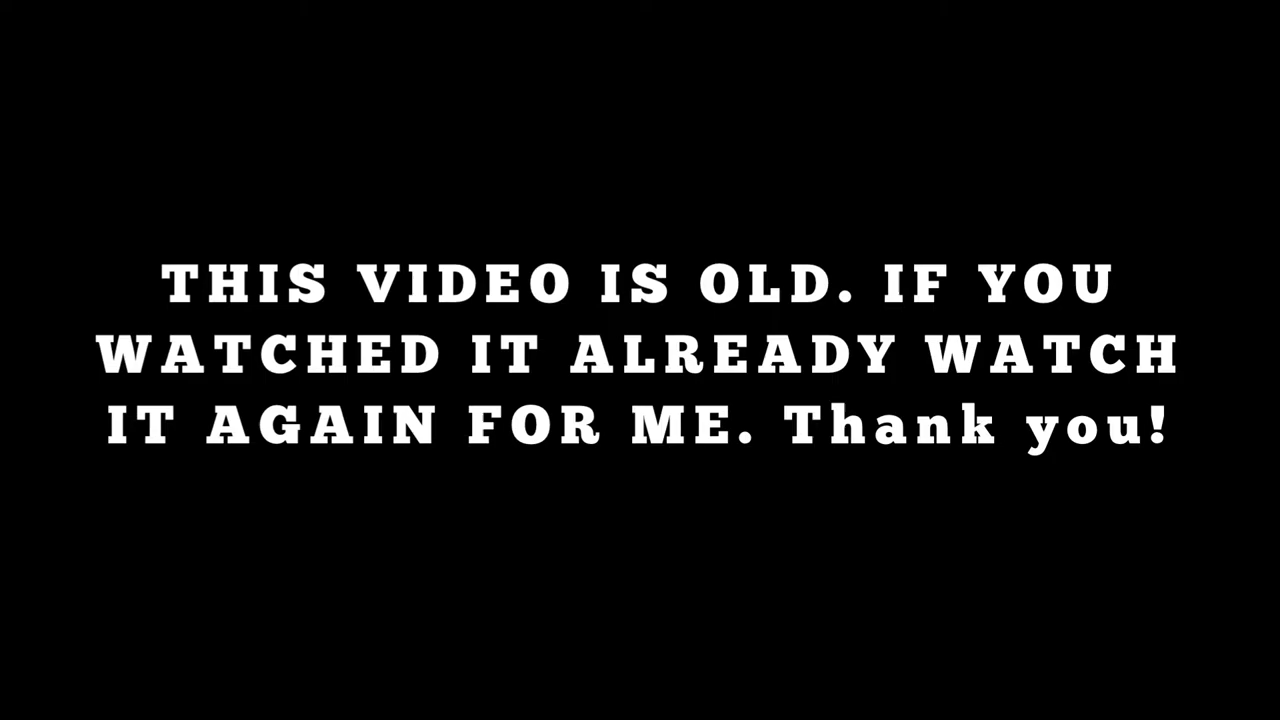 THIS VIDEO IS OLD. IF YOU
WATCHED IT ALREADY WATCH
IT AGAIN FOR ME. Thank you!